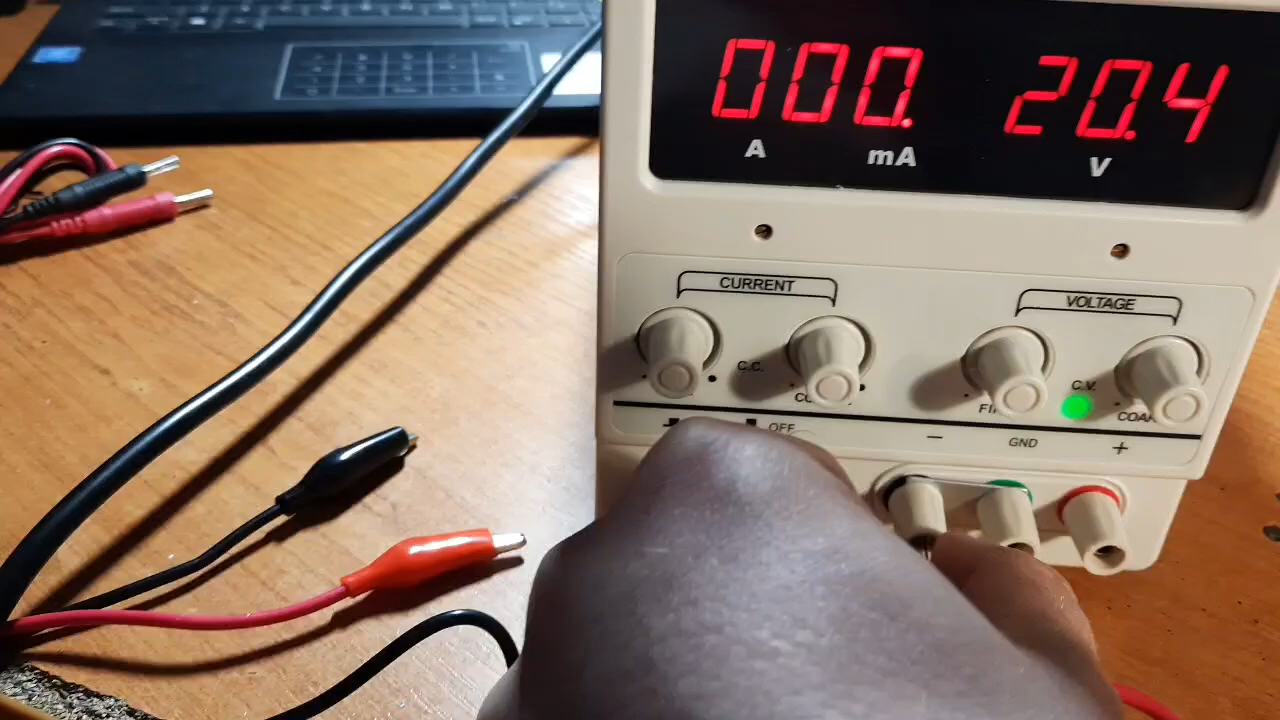 000. 20.4
A mA V
CURRENT
VOLTAGE
C.C.
C.V.
OFF
− GND +